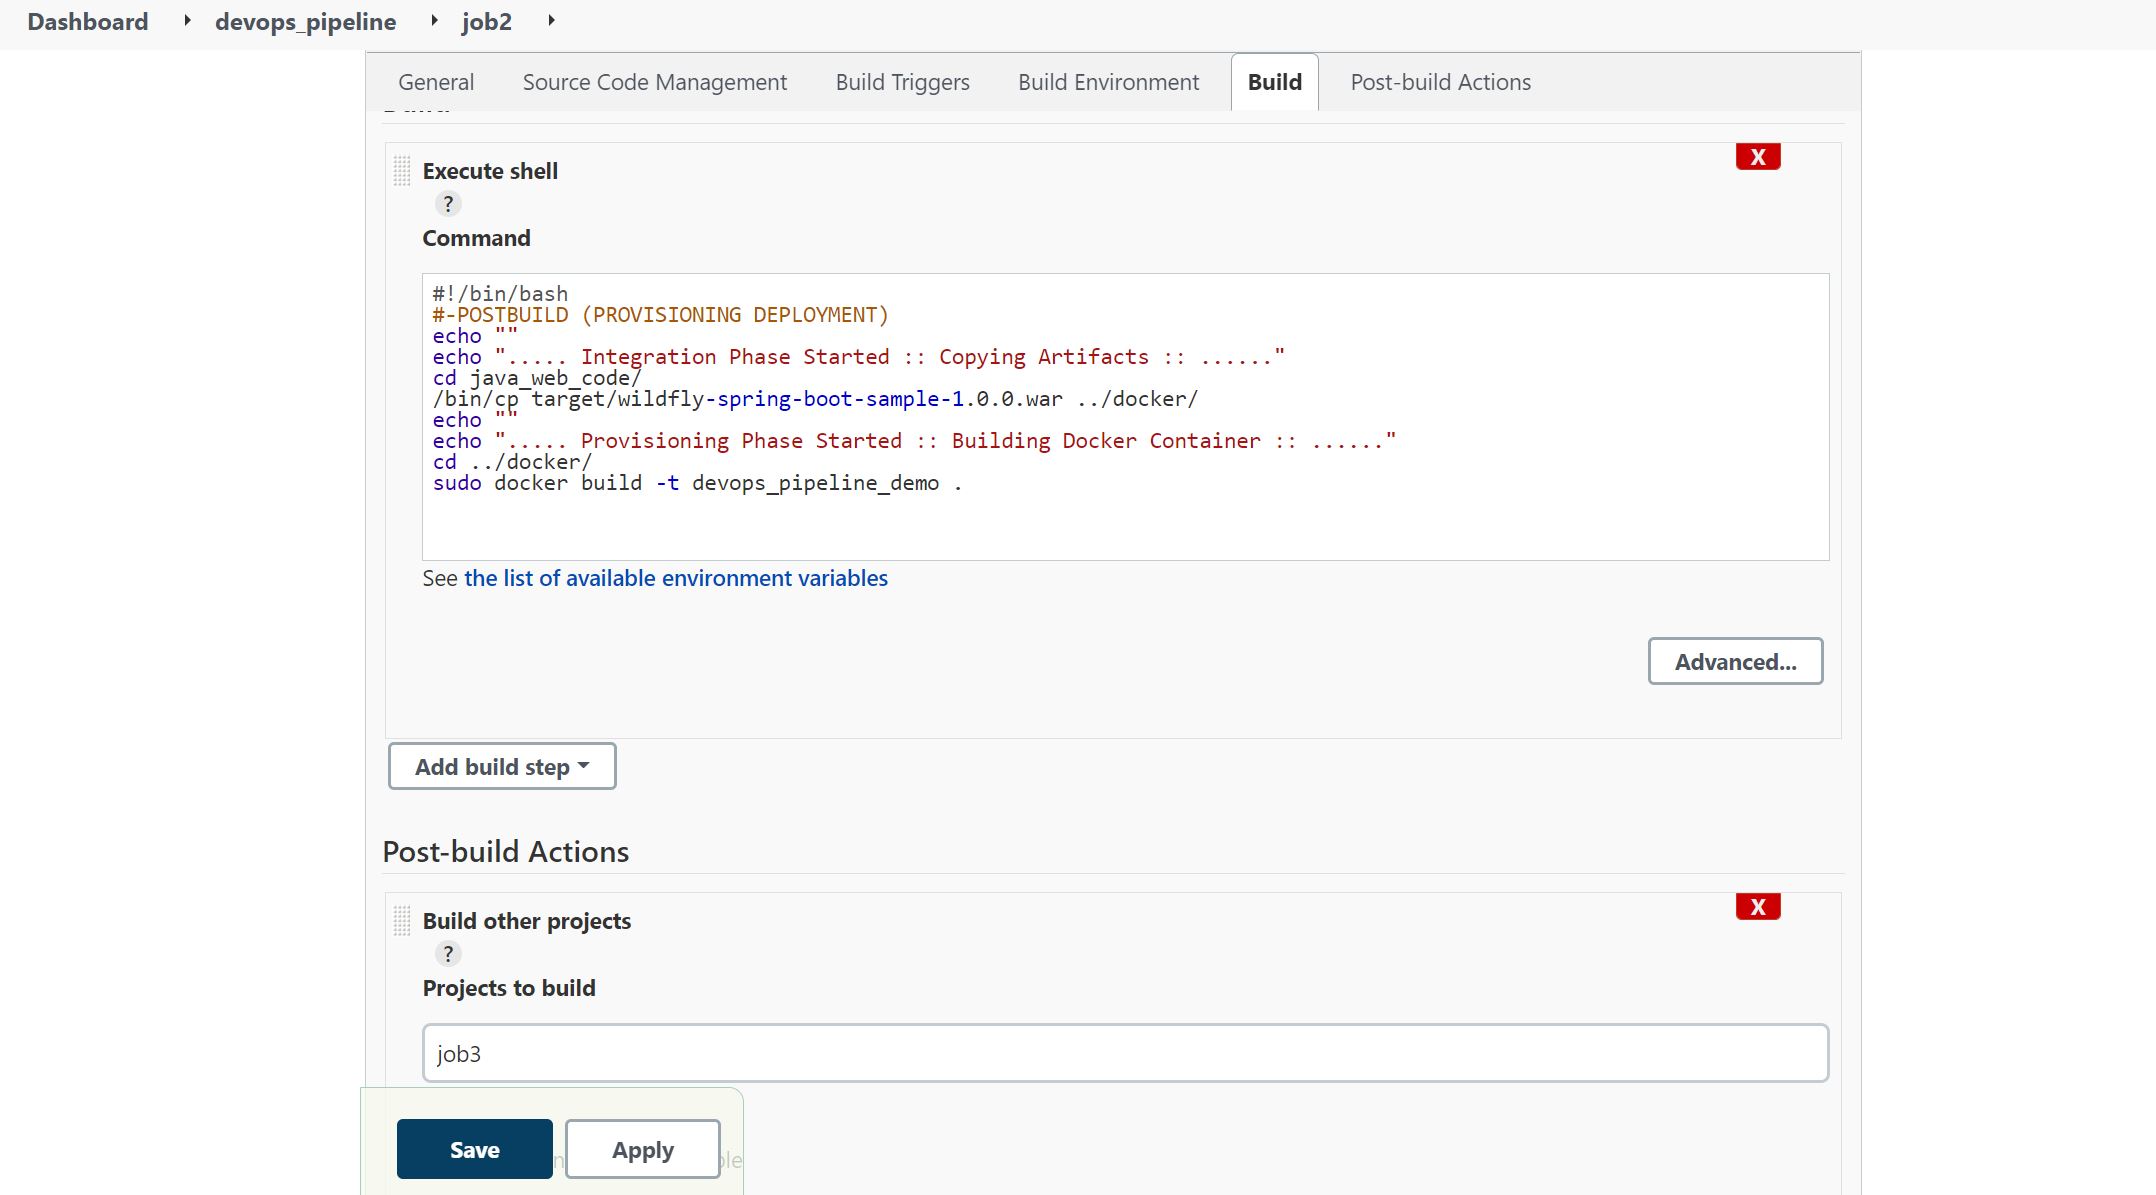 Dashboard devops_pipeline job2
General Source Code Management Build Triggers Build Environment Build Post-build Actions
Execute shell
X
?
Command
#!/bin/bash
#-POSTBUILD (PROVISIONING DEPLOYMENT)
echo ""
echo "..... Integration Phase Started :: Copying Artifacts :: ......"
cd java_web_code/
/bin/cp target/wildfly-spring-boot-sample-1.0.0.war ../docker/
echo ""
echo "..... Provisioning Phase Started :: Building Docker Container :: ......"
cd ../docker/
sudo docker build -t devops_pipeline_demo .
See the list of available environment variables
Advanced...
Add build step
Post-build Actions
Build other projects
X
?
Projects to build
job3
Save Apply